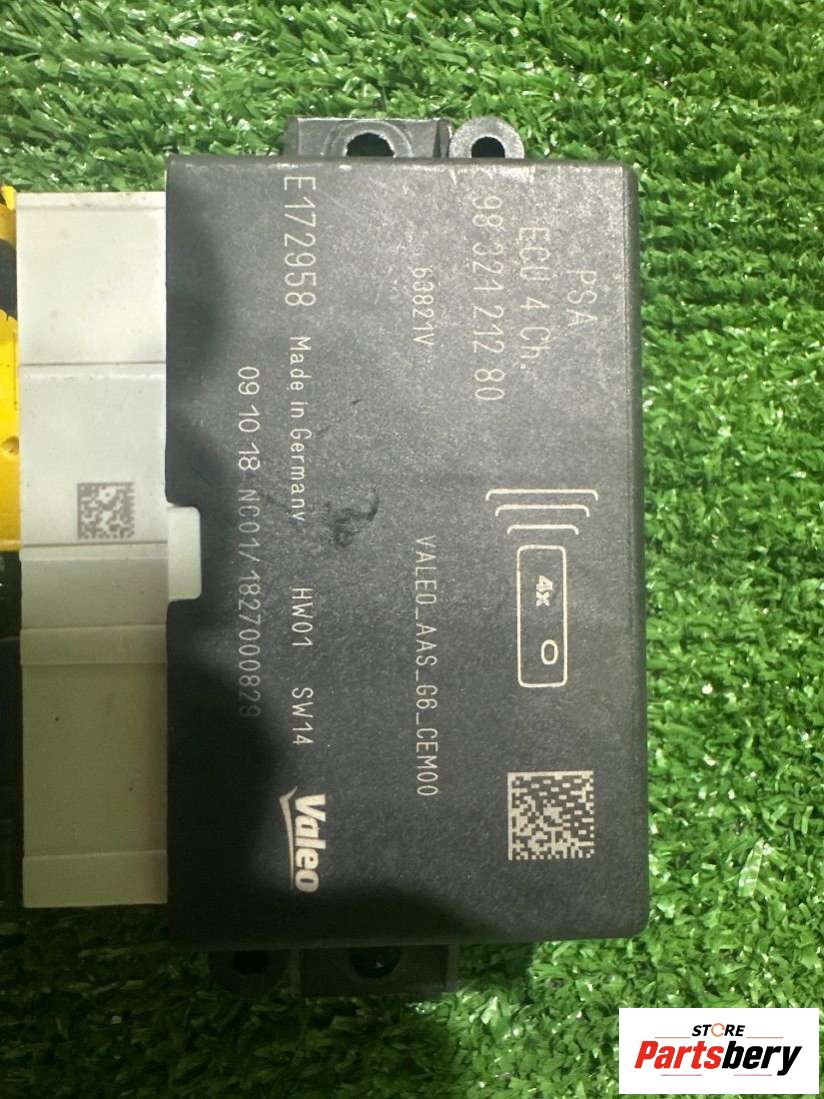 PSA
ECU 4 Ch.
98 321 212 80
63821V
VALEO_AAS_G6_CEM00
4x
E172958 Made in Germany HW01 SW14
09 10 18 NC01/1827000829
Valeo
STORE
Partsbery